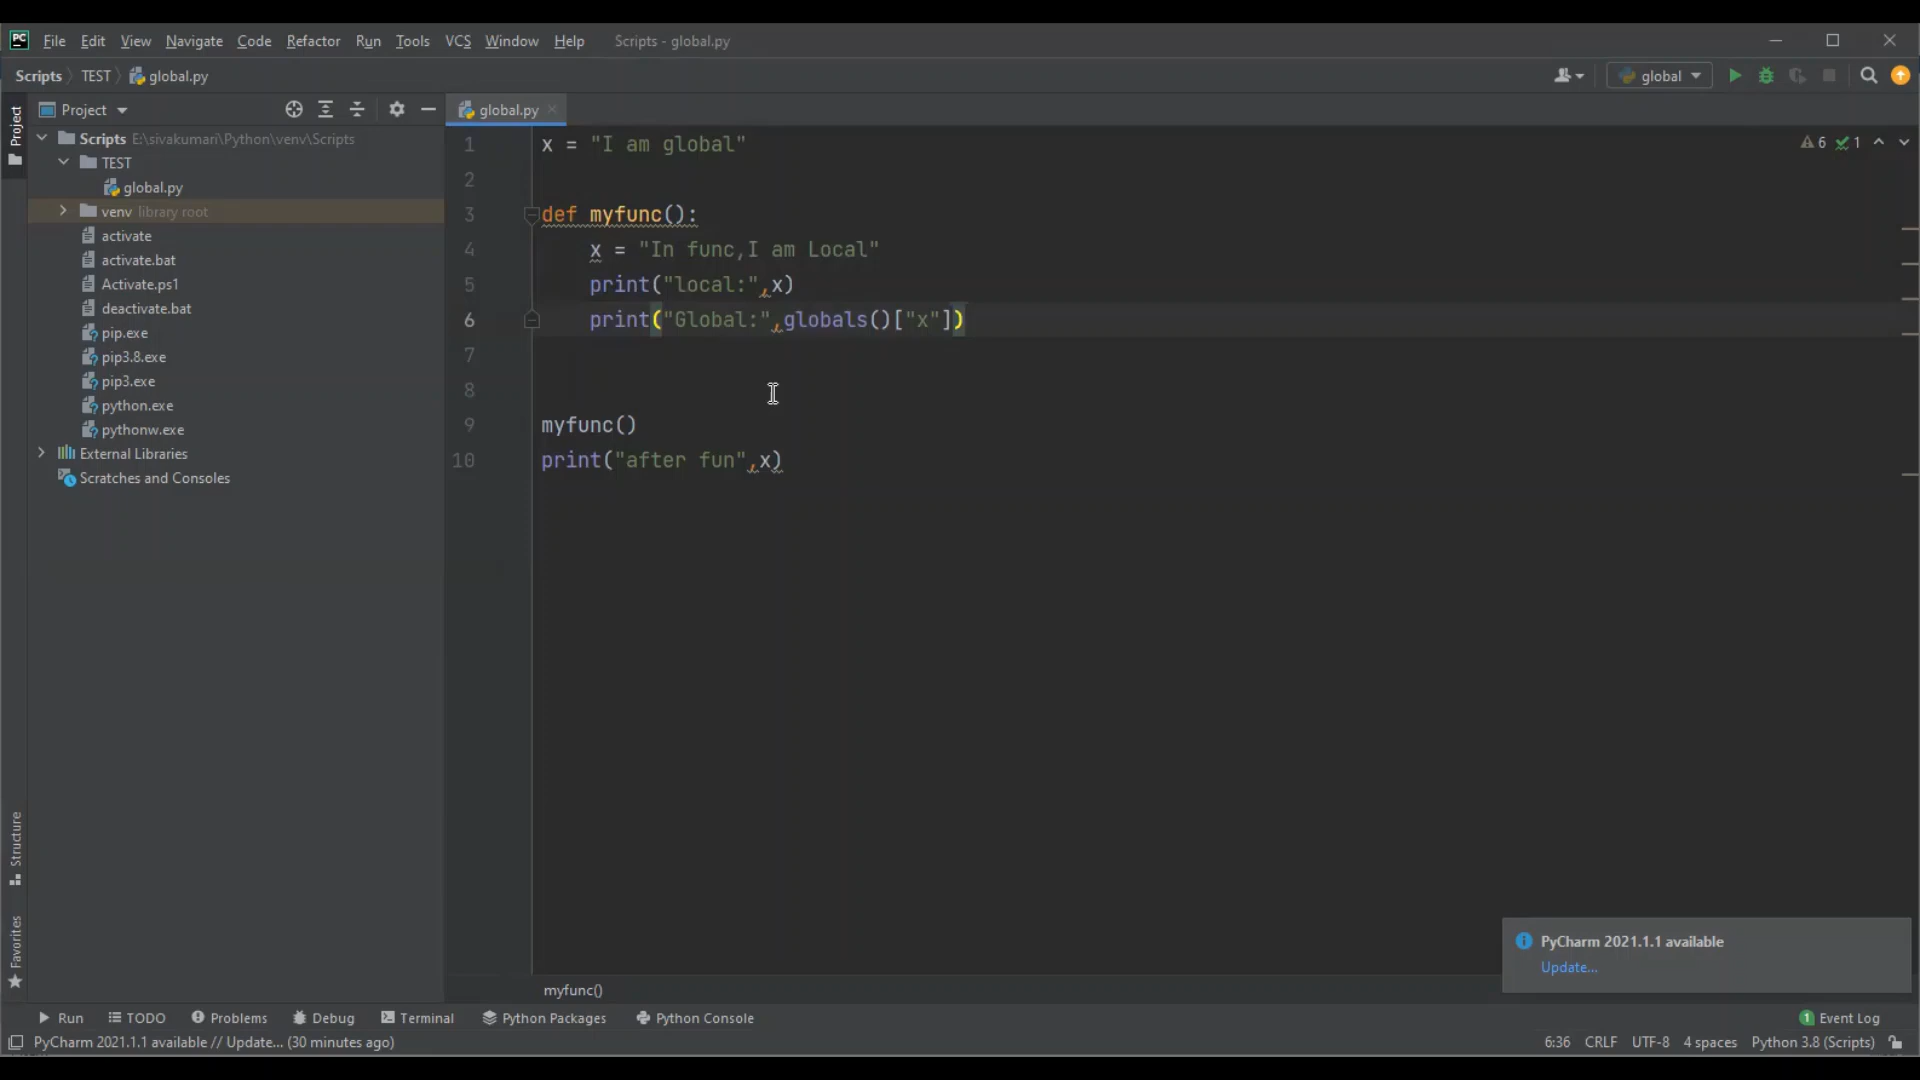 PC File Edit View Navigate Code Refactor Run Tools VCS Window Help Scripts - global.py
Scripts TEST global.py global
Project Project global.py
Scripts E:\sivakumari\Python\venv\Scripts
TEST
global.py
venv library root
activate
activate.bat
Activate.ps1
deactivate.bat
pip.exe
pip3.8.exe
pip3.exe
python.exe
pythonw.exe
External Libraries
Scratches and Consoles
1 x = "I am global" 6 1
2
3 def myfunc():
4 x = "In func,I am Local"
5 print("local:",x)
6 print("Global:",globals()["x"])
7
8
9 myfunc()
10 print("after fun",x)
Structure
Favorites
PyCharm 2021.1.1 available
Update...
myfunc()
Run TODO Problems Debug Terminal Python Packages Python Console 1 Event Log
PyCharm 2021.1.1 available // Update... (30 minutes ago) 6:36 CRLF UTF-8 4 spaces Python 3.8 (Scripts)